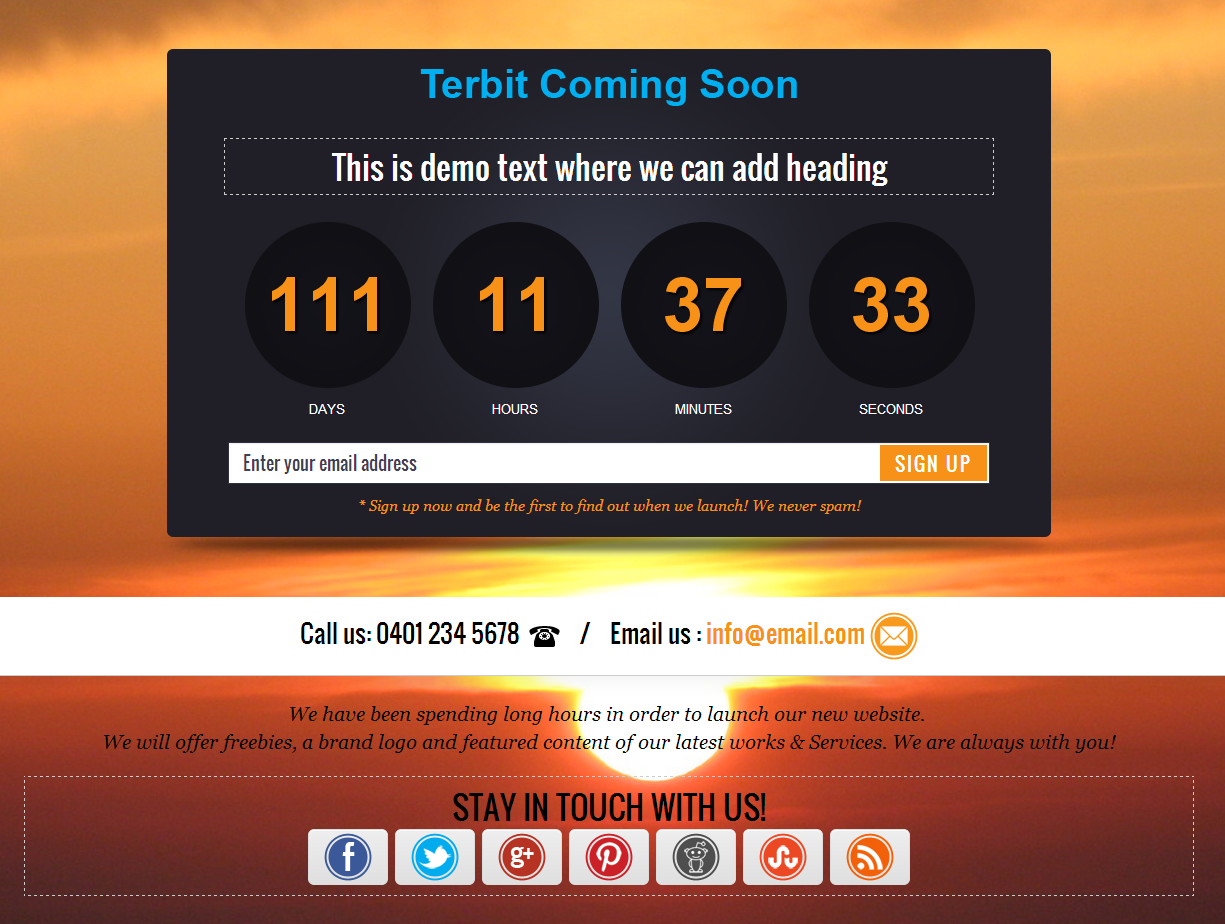 Terbit Coming Soon
This is demo text where we can add heading
111 11 37 33
DAYS HOURS MINUTES SECONDS
Enter your email address SIGN UP
* Sign up now and be the first to find out when we launch! We never spam!
Call us: 0401 234 5678 / Email us : info@email.com
We have been spending long hours in order to launch our new website.
We will offer freebies, a brand logo and featured content of our latest works & Services. We are always with you!
STAY IN TOUCH WITH US!
f g+